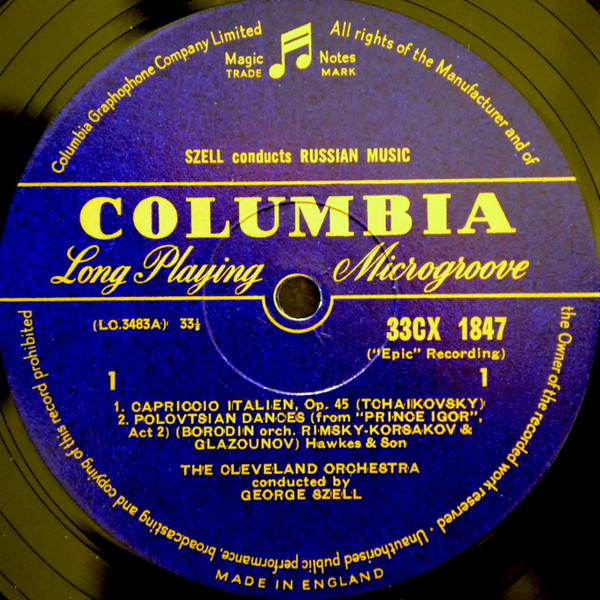 Columbia Graphophone Company Limited
All rights of the Manufacturer and of
the Owner of the recorded work reserved · Unauthorised public performance, broadcasting and copying of this record prohibited
Magic Notes
TRADE MARK
SZELL conducts RUSSIAN MUSIC
COLUMBIA
Long Playing Microgroove
(LO.3483A) 33⅓
33CX 1847
("Epic" Recording)
1 1
1. CAPRICCIO ITALIEN, Op. 45 (TCHAIKOVSKY)
2. POLOVTSIAN DANCES (from "PRINCE IGOR",
Act 2) (BORODIN orch. RIMSKY-KORSAKOV &
GLAZOUNOV) Hawkes & Son
THE CLEVELAND ORCHESTRA
conducted by
GEORGE SZELL
MADE IN ENGLAND